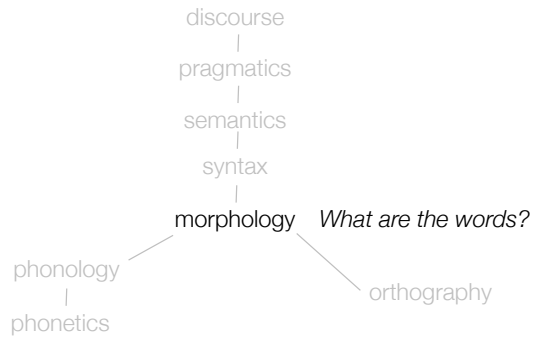 discourse
pragmatics
semantics
syntax
morphology What are the words?
phonology
orthography
phonetics